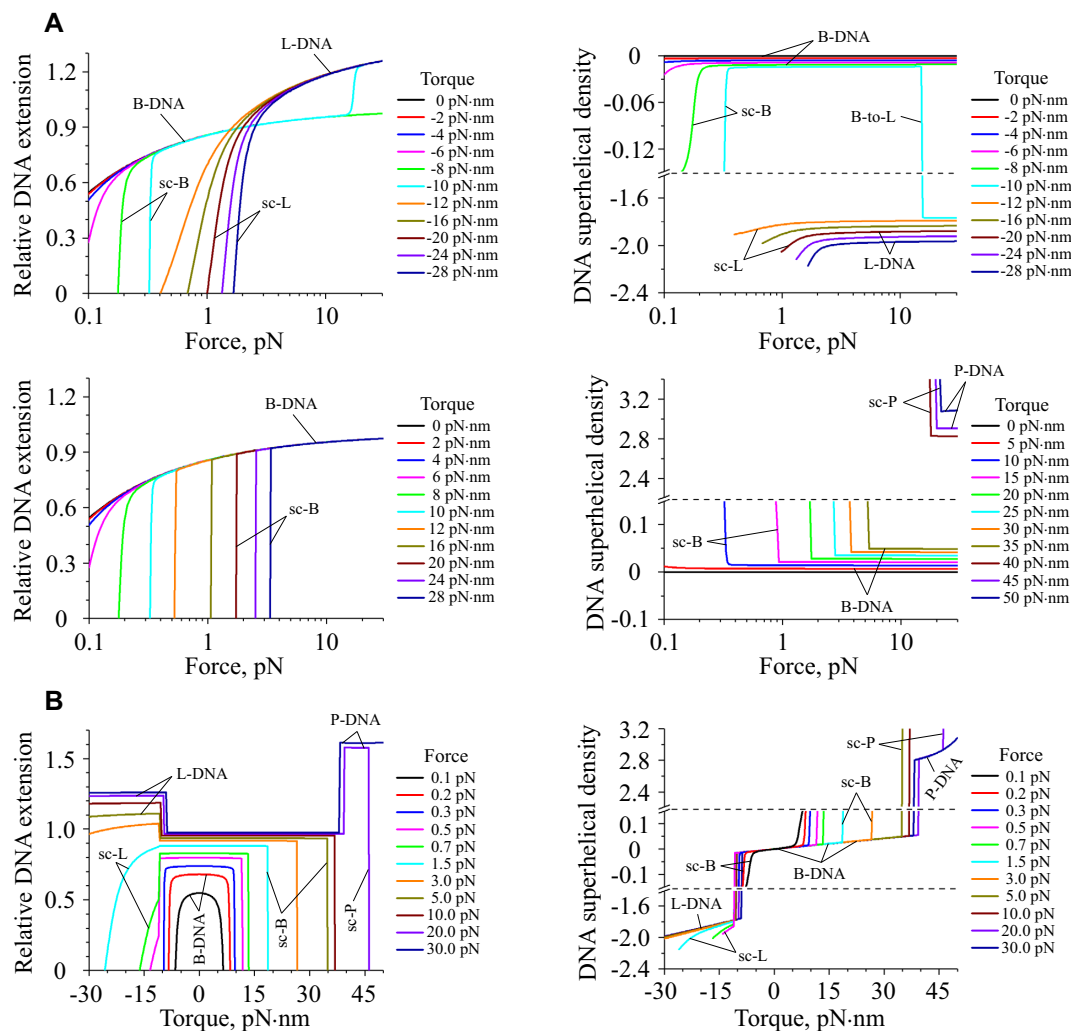 A
Relative DNA extension
1.2
0.9
0.6
0.3
0
0.1
1
10
Force, pN
L-DNA
B-DNA
sc-B
sc-L
Torque
0 pN·nm
-2 pN·nm
-4 pN·nm
-6 pN·nm
-8 pN·nm
-10 pN·nm
-12 pN·nm
-16 pN·nm
-20 pN·nm
-24 pN·nm
-28 pN·nm
DNA superhelical density
0
-0.06
-0.12
-1.6
-2.0
-2.4
0.1
1
10
Force, pN
B-DNA
sc-B
B-to-L
sc-L
L-DNA
Torque
0 pN·nm
-2 pN·nm
-4 pN·nm
-6 pN·nm
-8 pN·nm
-10 pN·nm
-12 pN·nm
-16 pN·nm
-20 pN·nm
-24 pN·nm
-28 pN·nm
Relative DNA extension
1.2
0.9
0.6
0.3
0
0.1
1
10
Force, pN
B-DNA
sc-B
Torque
0 pN·nm
2 pN·nm
4 pN·nm
6 pN·nm
8 pN·nm
10 pN·nm
12 pN·nm
16 pN·nm
20 pN·nm
24 pN·nm
28 pN·nm
DNA superhelical density
3.2
2.8
2.4
0.1
0
-0.1
0.1
1
10
Force, pN
P-DNA
sc-P
sc-B
B-DNA
Torque
0 pN·nm
5 pN·nm
10 pN·nm
15 pN·nm
20 pN·nm
25 pN·nm
30 pN·nm
35 pN·nm
40 pN·nm
45 pN·nm
50 pN·nm
B
Relative DNA extension
1.5
1.0
0.5
0
-30
-15
0
15
30
45
Torque, pN·nm
P-DNA
L-DNA
sc-L
B-DNA
sc-B
sc-P
Force
0.1 pN
0.2 pN
0.3 pN
0.5 pN
0.7 pN
1.5 pN
3.0 pN
5.0 pN
10.0 pN
20.0 pN
30.0 pN
DNA superhelical density
3.2
2.8
2.4
0.1
0
-0.1
-1.6
-2.0
-2.4
-30
-15
0
15
30
45
Torque, pN·nm
sc-P
P-DNA
sc-B
sc-B
B-DNA
L-DNA
sc-L
Force
0.1 pN
0.2 pN
0.3 pN
0.5 pN
0.7 pN
1.5 pN
3.0 pN
5.0 pN
10.0 pN
20.0 pN
30.0 pN